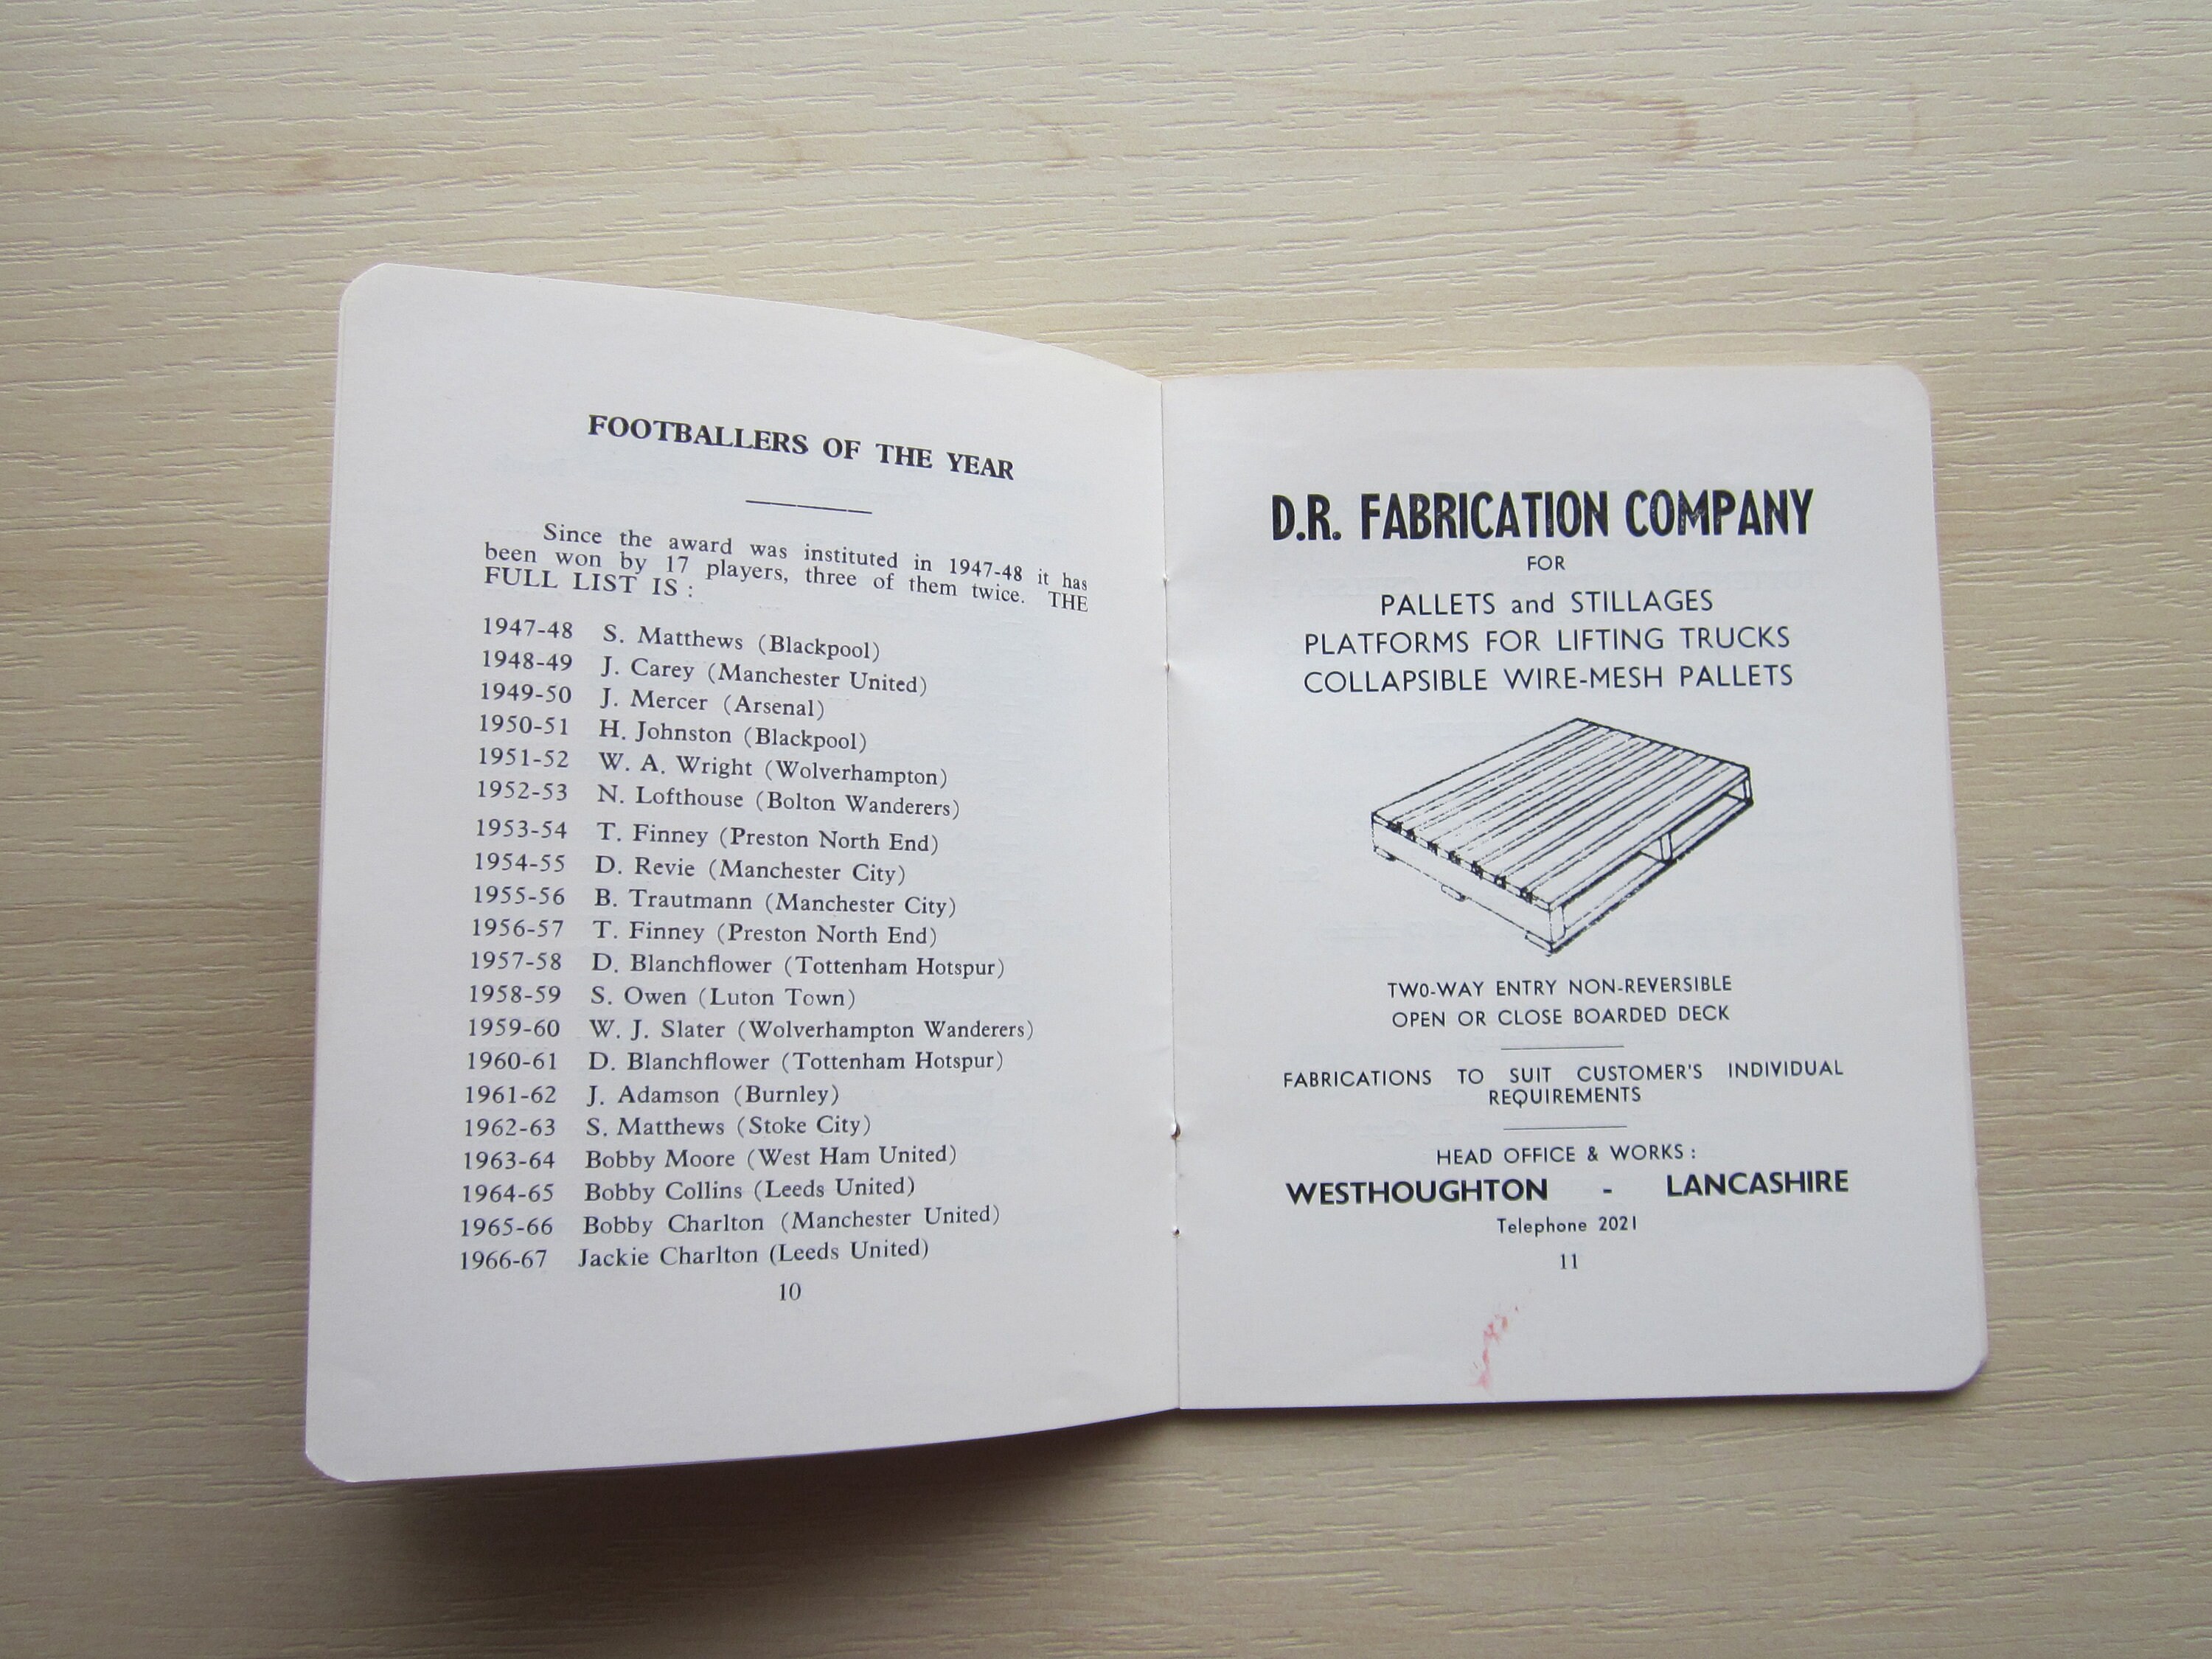 FOOTBALLERS OF THE YEAR
Since the award was instituted in 1947-48 it has
been won by 17 players, three of them twice. THE
FULL LIST IS :
1947-48 S. Matthews (Blackpool)
1948-49 J. Carey (Manchester United)
1949-50 J. Mercer (Arsenal)
1950-51 H. Johnston (Blackpool)
1951-52 W. A. Wright (Wolverhampton)
1952-53 N. Lofthouse (Bolton Wanderers)
1953-54 T. Finney (Preston North End)
1954-55 D. Revie (Manchester City)
1955-56 B. Trautmann (Manchester City)
1956-57 T. Finney (Preston North End)
1957-58 D. Blanchflower (Tottenham Hotspur)
1958-59 S. Owen (Luton Town)
1959-60 W. J. Slater (Wolverhampton Wanderers)
1960-61 D. Blanchflower (Tottenham Hotspur)
1961-62 J. Adamson (Burnley)
1962-63 S. Matthews (Stoke City)
1963-64 Bobby Moore (West Ham United)
1964-65 Bobby Collins (Leeds United)
1965-66 Bobby Charlton (Manchester United)
1966-67 Jackie Charlton (Leeds United)
10
D.R. FABRICATION COMPANY
FOR
PALLETS and STILLAGES
PLATFORMS FOR LIFTING TRUCKS
COLLAPSIBLE WIRE-MESH PALLETS
TWO-WAY ENTRY NON-REVERSIBLE
OPEN OR CLOSE BOARDED DECK
FABRICATIONS TO SUIT CUSTOMER'S INDIVIDUAL
REQUIREMENTS
HEAD OFFICE & WORKS :
WESTHOUGHTON - LANCASHIRE
Telephone 2021
11